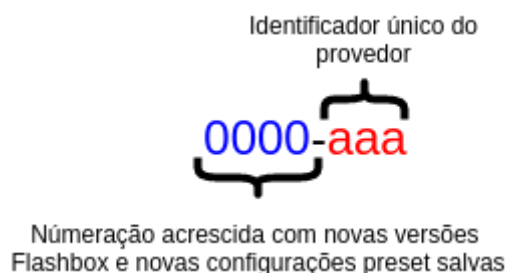 Identificador único do
provedor
0000-aaa
Númeração acrescida com novas versões
Flashbox e novas configurações preset salvas